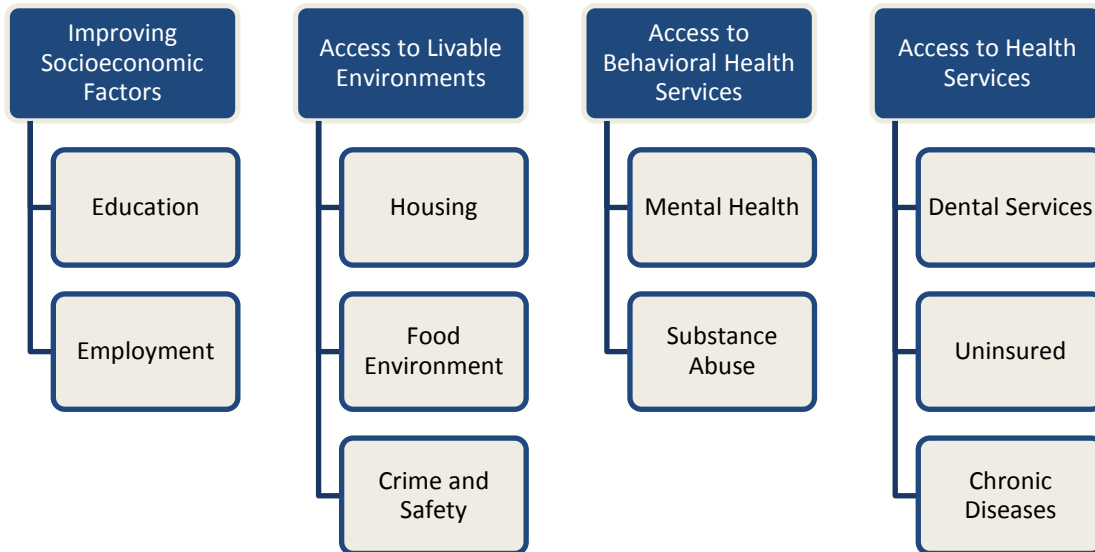 Improving
Socioeconomic
Factors
Education
Employment
Access to Livable
Environments
Housing
Food
Environment
Crime and
Safety
Access to
Behavioral Health
Services
Mental Health
Substance
Abuse
Access to Health
Services
Dental Services
Uninsured
Chronic
Diseases